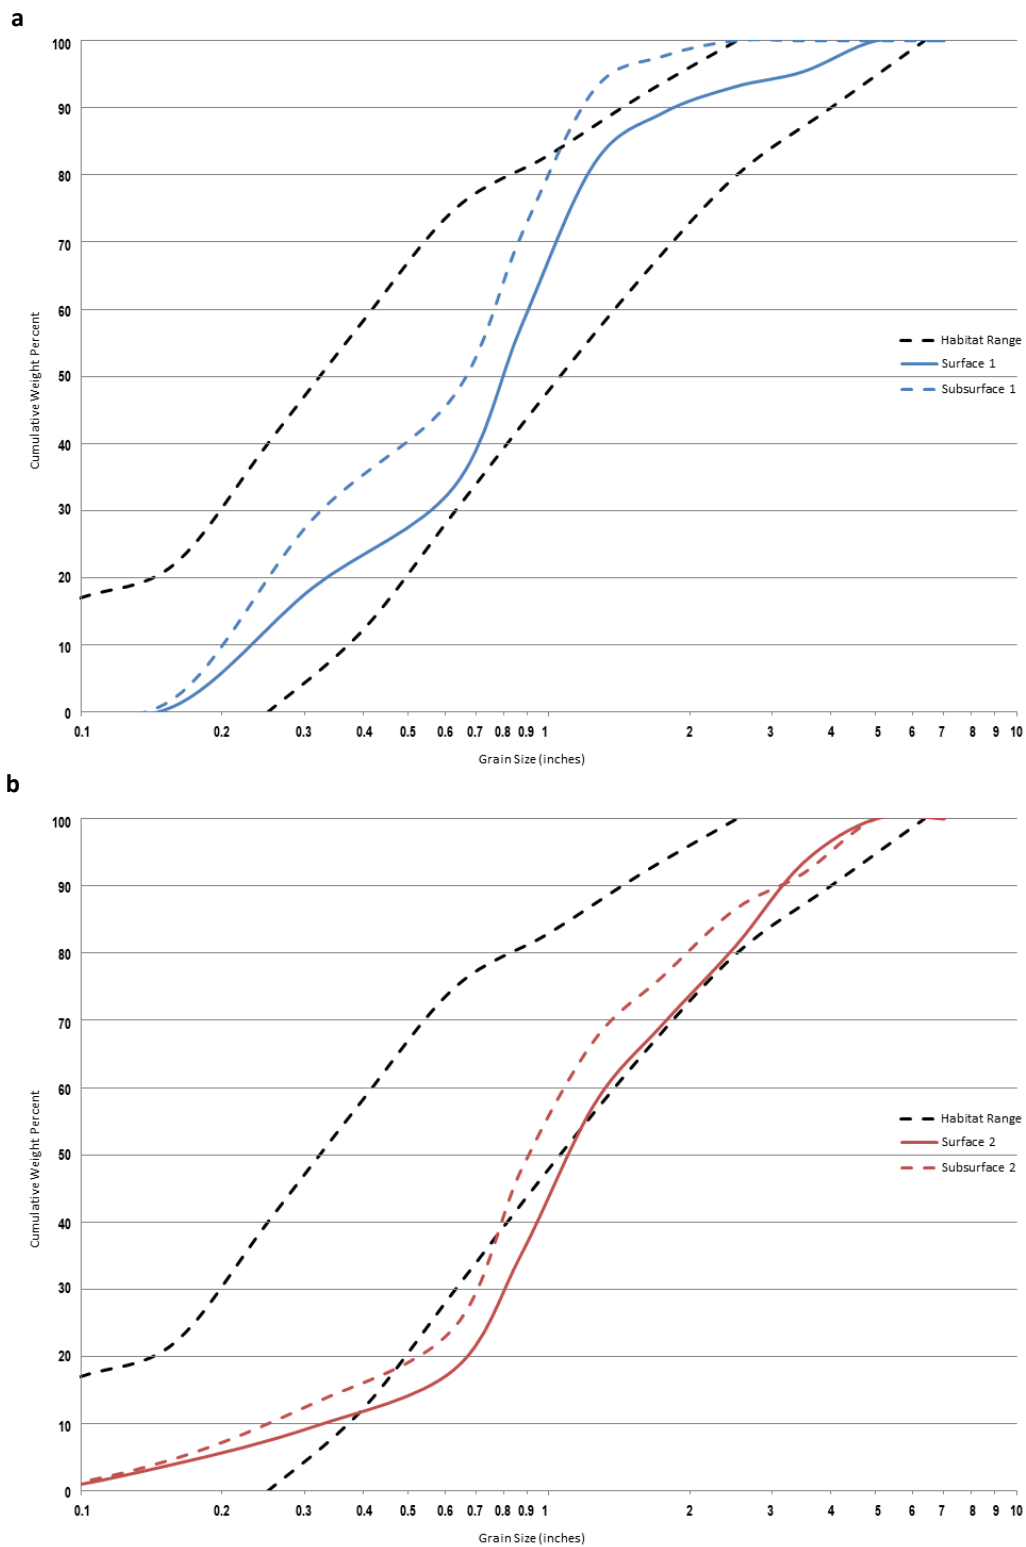 a
100
90
80
70
60
50
40
30
20
10
0
Cumulative Weight Percent
0.1 0.2 0.3 0.4 0.5 0.6 0.7 0.8 0.9 1 2 3 4 5 6 7 8 9 10
Grain Size (inches)
Habitat Range
Surface 1
Subsurface 1
b
100
90
80
70
60
50
40
30
20
10
0
Cumulative Weight Percent
0.1 0.2 0.3 0.4 0.5 0.6 0.7 0.8 0.9 1 2 3 4 5 6 7 8 9 10
Grain Size (inches)
Habitat Range
Surface 2
Subsurface 2